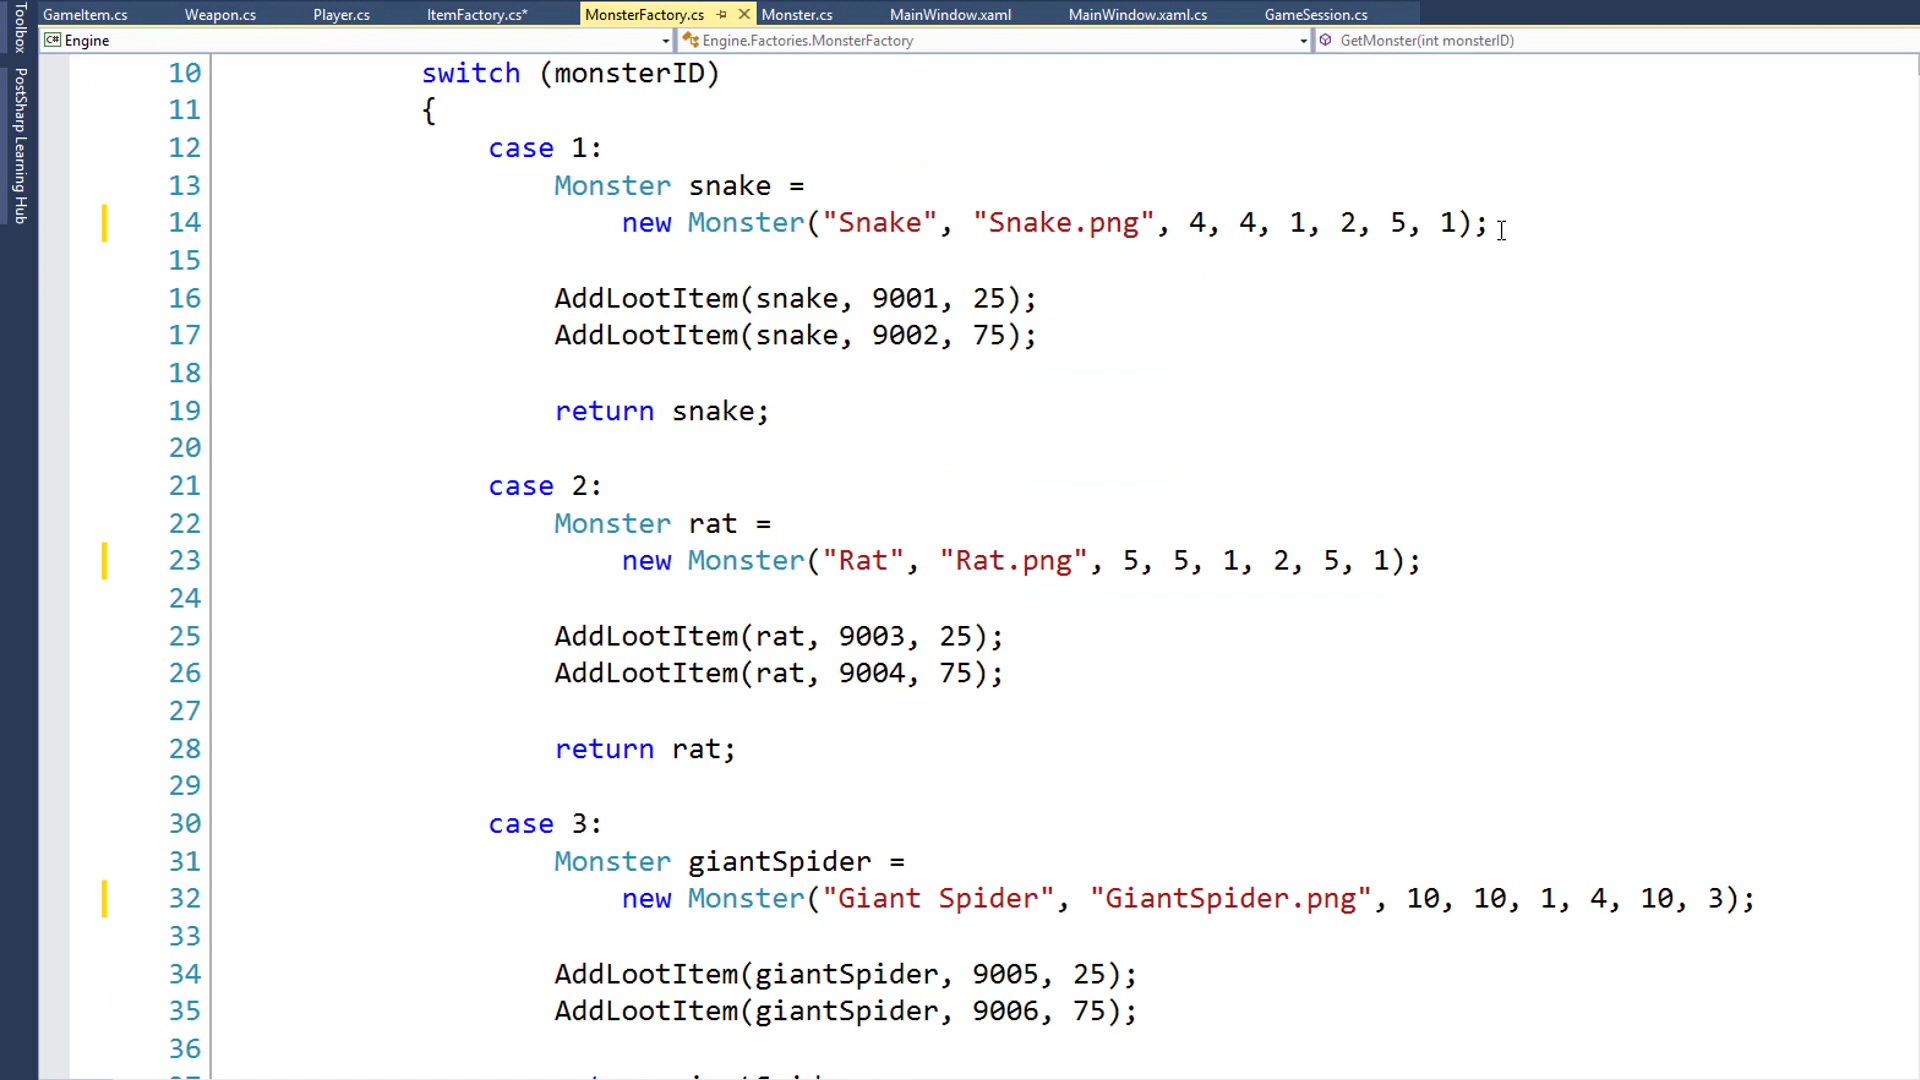 Toolbox
PostSharp Learning Hub
GameItem.cs Weapon.cs Player.cs ItemFactory.cs* MonsterFactory.cs Monster.cs MainWindow.xaml MainWindow.xaml.cs GameSession.cs
C# Engine Engine.Factories.MonsterFactory GetMonster(int monsterID)
10 switch (monsterID)
11 {
12 case 1:
13 Monster snake =
14 new Monster("Snake", "Snake.png", 4, 4, 1, 2, 5, 1);
15
16 AddLootItem(snake, 9001, 25);
17 AddLootItem(snake, 9002, 75);
18
19 return snake;
20
21 case 2:
22 Monster rat =
23 new Monster("Rat", "Rat.png", 5, 5, 1, 2, 5, 1);
24
25 AddLootItem(rat, 9003, 25);
26 AddLootItem(rat, 9004, 75);
27
28 return rat;
29
30 case 3:
31 Monster giantSpider =
32 new Monster("Giant Spider", "GiantSpider.png", 10, 10, 1, 4, 10, 3);
33
34 AddLootItem(giantSpider, 9005, 25);
35 AddLootItem(giantSpider, 9006, 75);
36